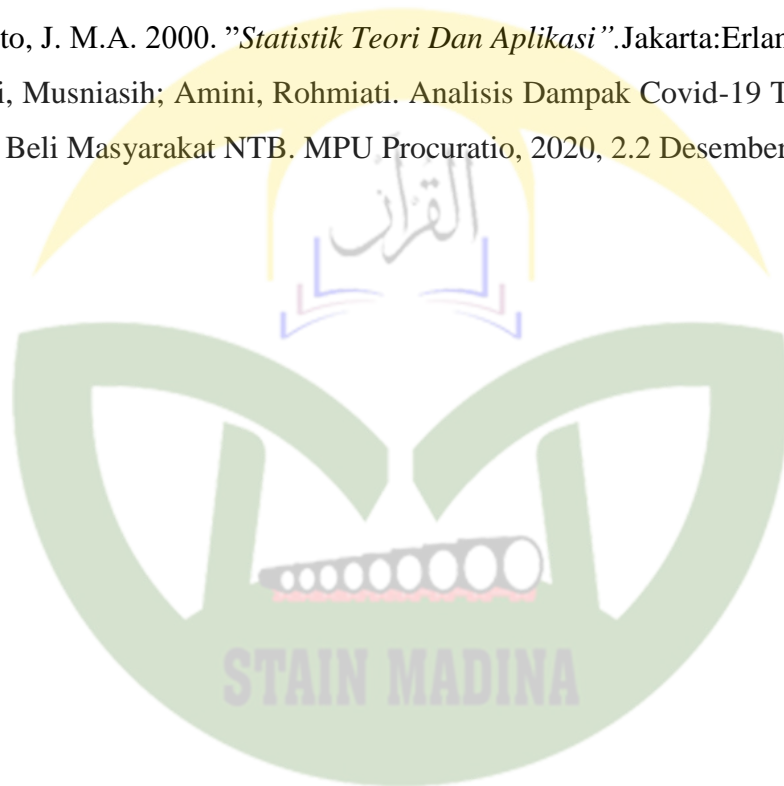 to, J. M.A. 2000. ”Statistik Teori Dan Aplikasi”.Jakarta:Erlan
i, Musniasih; Amini, Rohmiati. Analisis Dampak Covid-19 T
Beli Masyarakat NTB. MPU Procuratio, 2020, 2.2 Desember
القرآن
STAIN MADINA